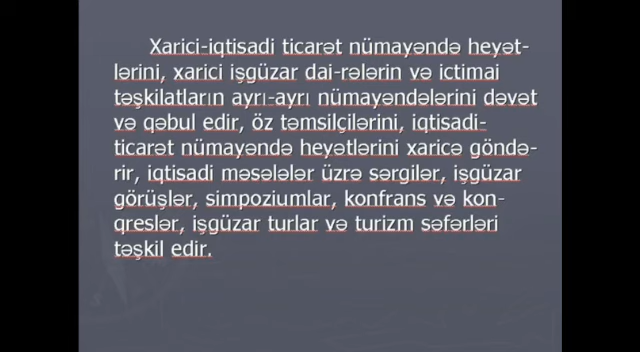 Xarici-iqtisadi ticarət nümayəndə heyət-
lərini, xarici işgüzar dai-rələrin və ictimai
təşkilatların ayrı-ayrı nümayəndələrini dəvət
və qəbul edir, öz təmsilçilərini, iqtisadi-
ticarət nümayəndə heyətlərini xaricə göndə-
rir, iqtisadi məsələlər üzrə sərgilər, işgüzar
görüşlər, simpoziumlar, konfrans və kon-
qreslər, işgüzar turlar və turizm səfərləri
təşkil edir.